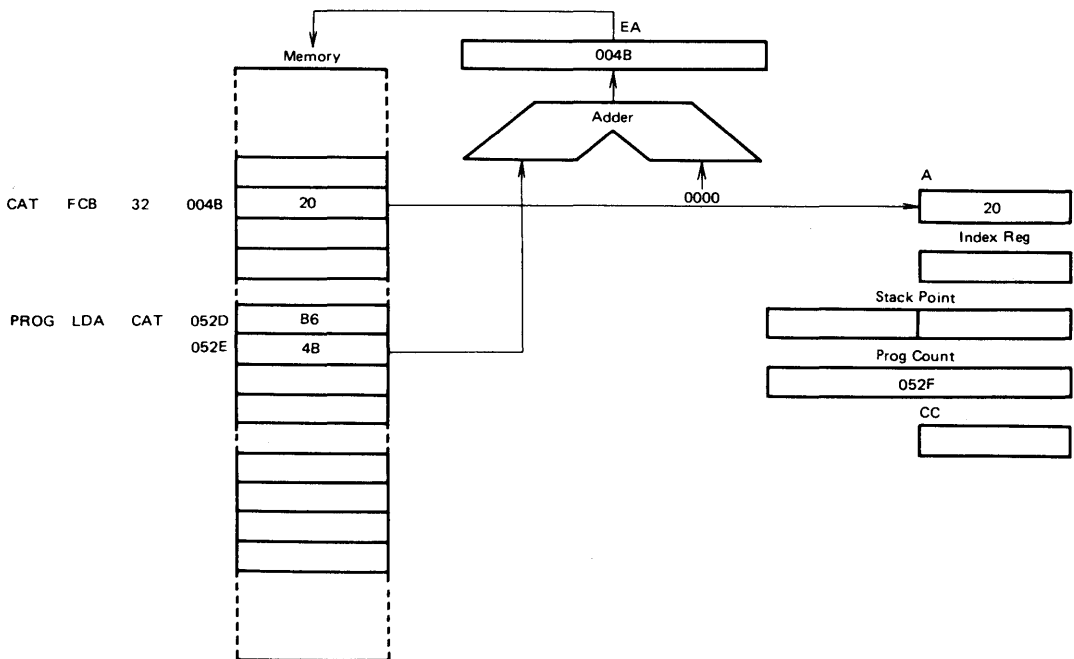 EA
004B
Memory
Adder
A
CAT FCB 32 004B 20 0000 20
Index Reg
Stack Point
PROG LDA CAT 052D B6
052E 4B
Prog Count
052F
CC